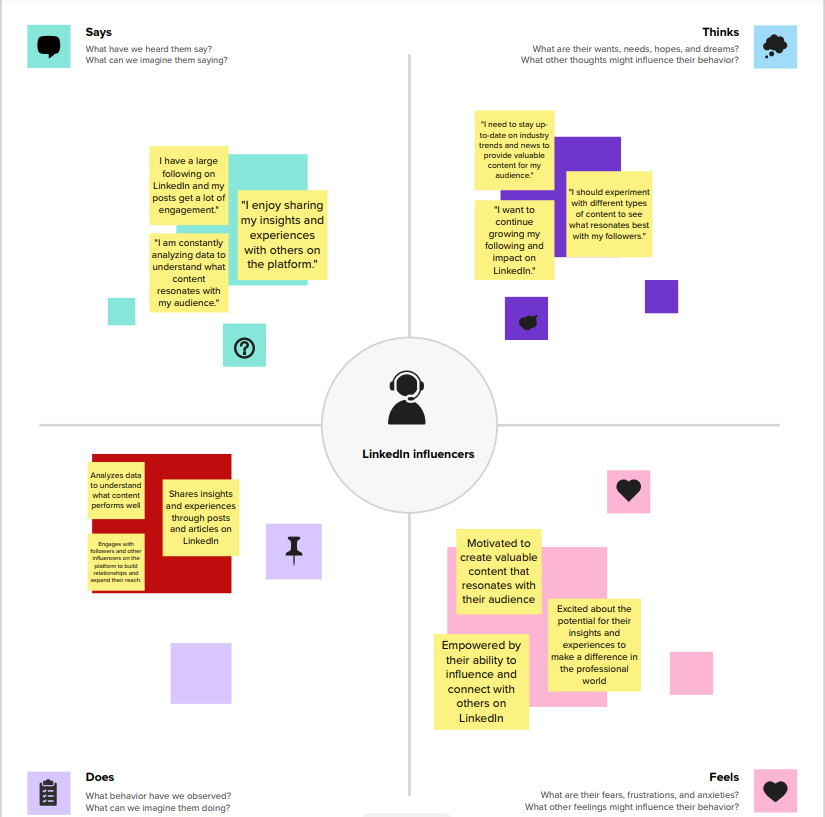 Says
What have we heard them say?
What can we imagine them saying?
Thinks
What are their wants, needs, hopes, and dreams?
What other thoughts might influence their behavior?
I have a large
following on
LinkedIn and my
posts get a lot of
engagement."
"I enjoy sharing
my insights and
experiences
with others on
the platform."
"I am constantly
analyzing data to
understand what
content
resonates with
my audience."
"I need to stay up-
to-date on industry
trends and news to
provide valuable
content for my
audience."
"I should experiment
with different types
of content to see
what resonates best
with my followers."
"I want to
continue
growing my
following and
impact on
LinkedIn."
LinkedIn influencers
Analyzes data
to understand
what content
performs well
Shares insights
and experiences
through posts
and articles on
LinkedIn
Engages with
followers and other
influencers on the
platform to build
relationships and
expand their reach.
Motivated to
create valuable
content that
resonates with
their audience
Excited about the
potential for their
insights and
experiences to
make a difference in
the professional
world
Empowered by
their ability to
influence and
connect with
others on
LinkedIn
Does
What behavior have we observed?
What can we imagine them doing?
Feels
What are their fears, frustrations, and anxieties?
What other feelings might influence their behavior?